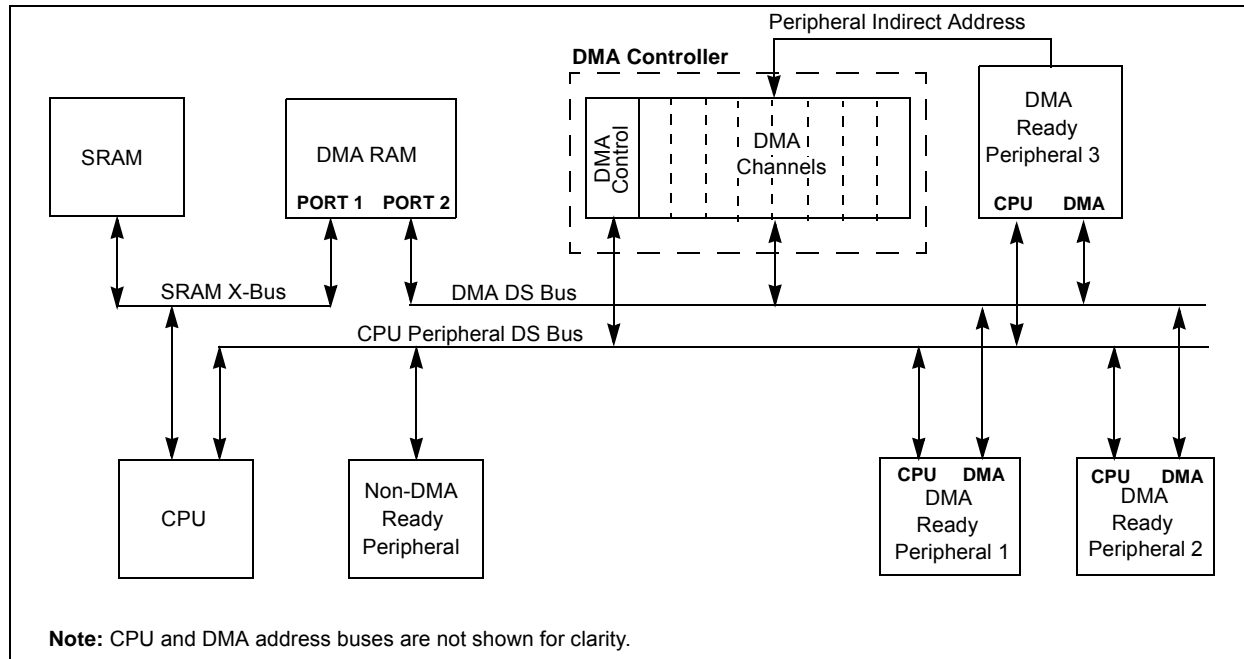 Peripheral Indirect Address
DMA Controller
SRAM
DMA RAM
PORT 1 PORT 2
DMA Control
DMA
Channels
DMA
Ready
Peripheral 3
CPU DMA
SRAM X-Bus
DMA DS Bus
CPU Peripheral DS Bus
CPU
Non-DMA
Ready
Peripheral
CPU DMA
DMA
Ready
Peripheral 1
CPU DMA
DMA
Ready
Peripheral 2
Note: CPU and DMA address buses are not shown for clarity.